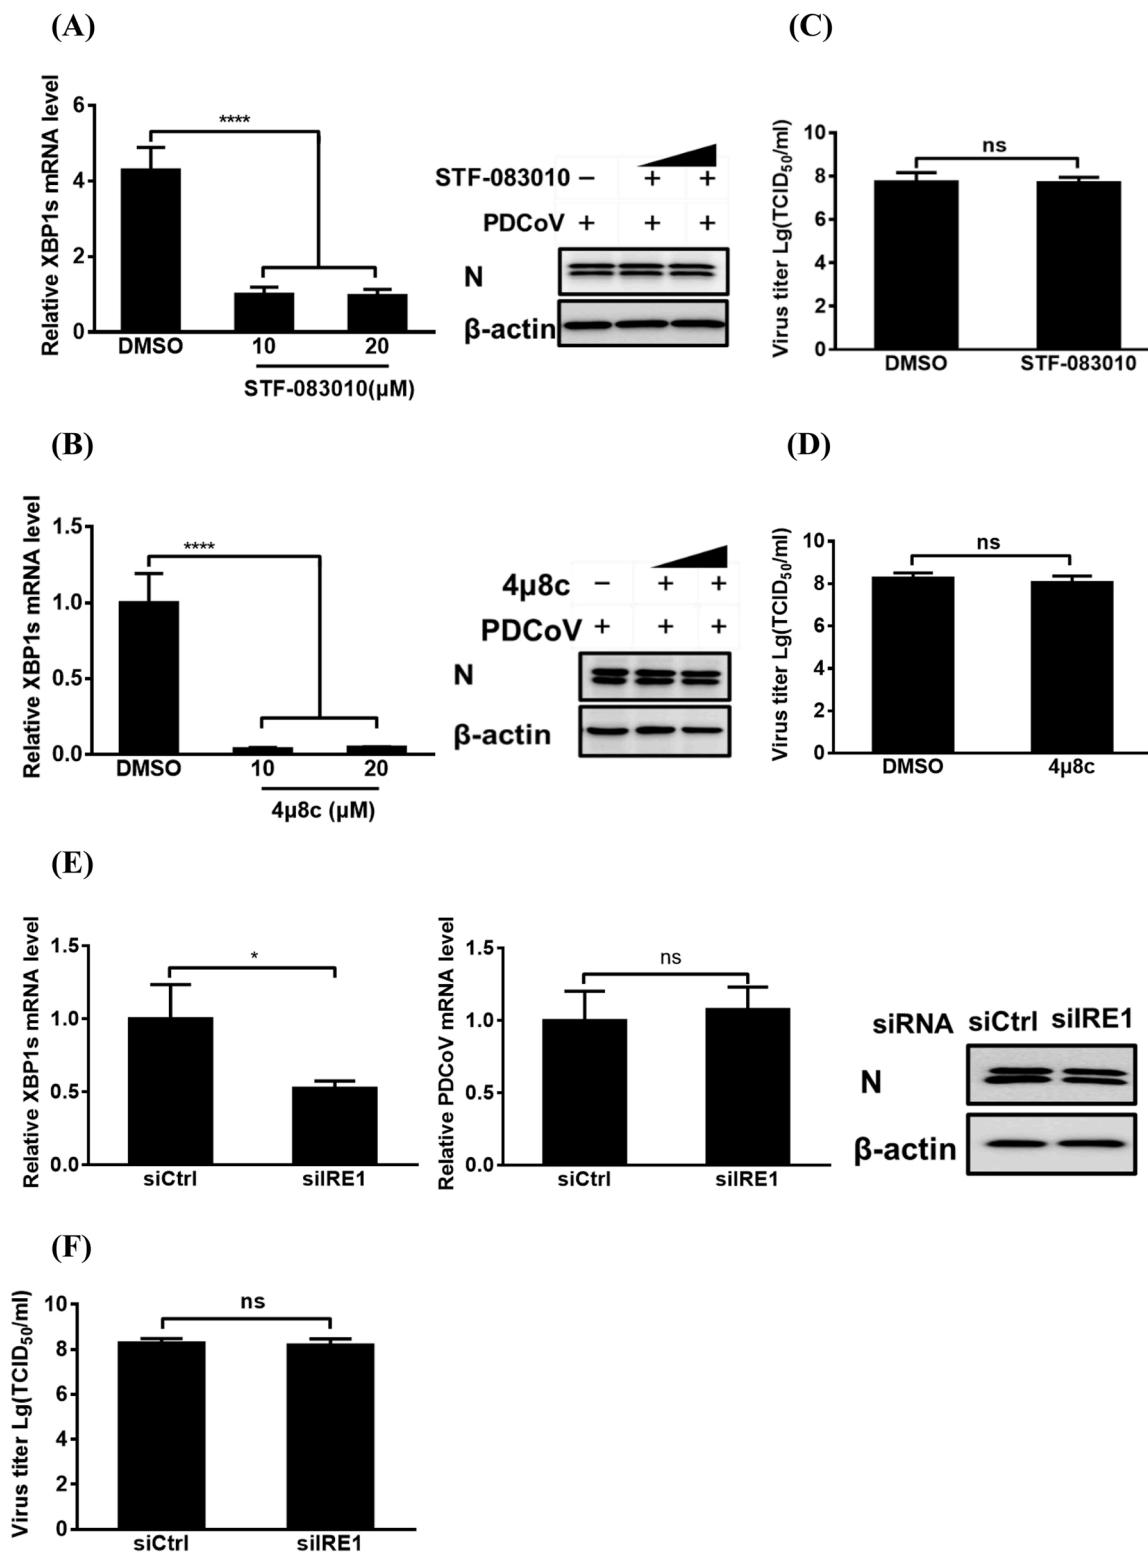 (A)
Relative XBP1s mRNA level
6
4
2
0
****
DMSO 10 20
STF-083010(µM)
STF-083010 – + +
PDCoV + + +
N
β-actin
(C)
Virus titer Lg(TCID50/ml)
10
8
6
4
2
0
ns
DMSO STF-083010
(B)
Relative XBP1s mRNA level
1.5
1.0
0.5
0.0
****
DMSO 10 20
4µ8c (µM)
4µ8c – + +
PDCoV + + +
N
β-actin
(D)
Virus titer Lg(TCID50/ml)
10
8
6
4
2
0
ns
DMSO 4µ8c
(E)
Relative XBP1s mRNA level
1.5
1.0
0.5
0.0
*
siCtrl siIRE1
Relative PDCoV mRNA level
1.5
1.0
0.5
0.0
ns
siCtrl siIRE1
siRNA siCtrl siIRE1
N
β-actin
(F)
Virus titer Lg(TCID50/ml)
10
8
6
4
2
0
ns
siCtrl siIRE1